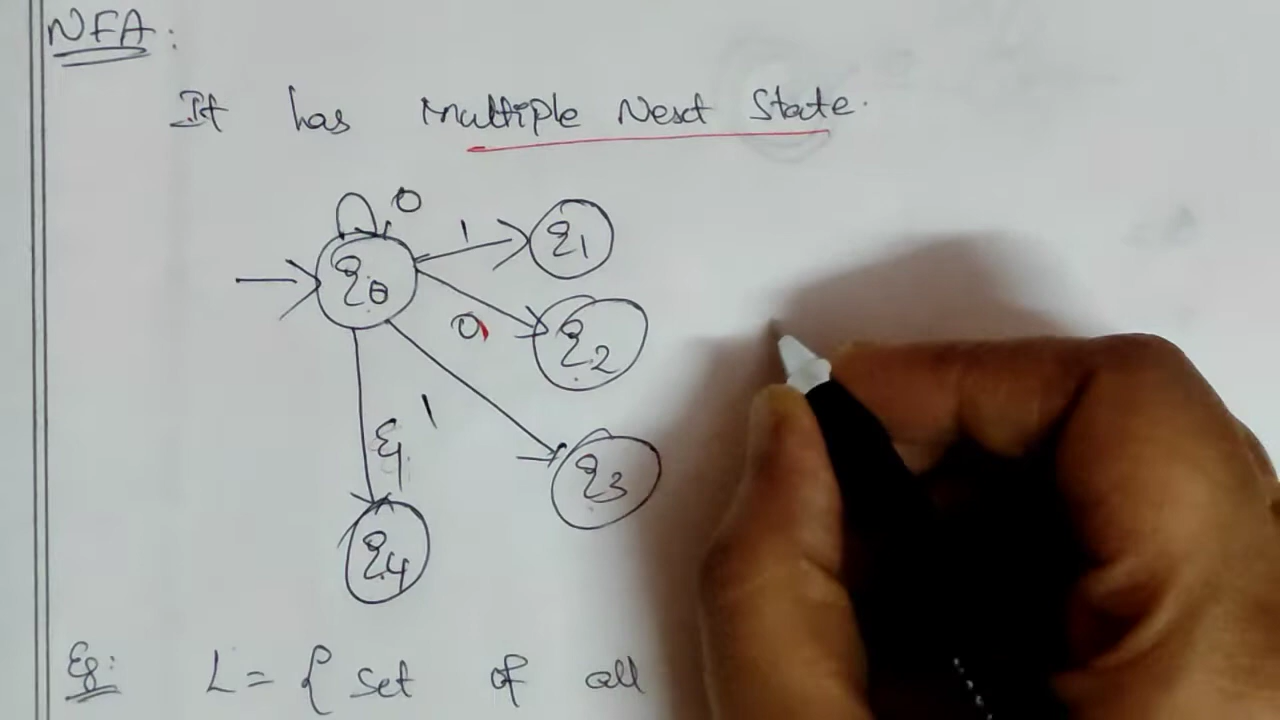 NFA:
It has Multiple Next State.
0
1
q0
q1
0
q2
1
ε
q3
q4
Eg: L = { set of all